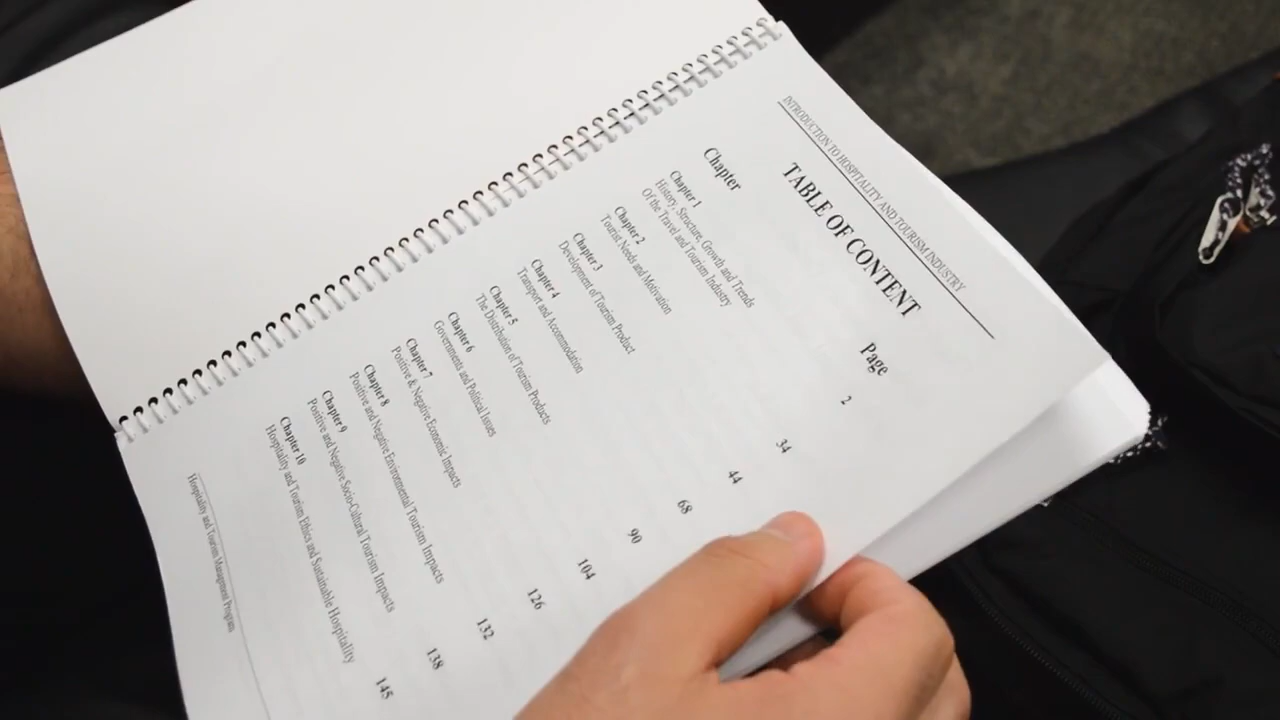 INTRODUCTION TO HOSPITALITY AND TOURISM INDUSTRY
TABLE OF CONTENT
Chapter Page
Chapter 1 2
History, Structure, Growth and Trends
Of the Travel and Tourism Industry
Chapter 2 34
Tourist Needs and Motivation
Chapter 3 44
Development of Tourism Product
Chapter 4 68
Transport and Accommodation
Chapter 5 90
The Distribution of Tourism Products
Chapter 6 104
Governments and Political Issues
Chapter 7 126
Positive & Negative Economic Impacts
Chapter 8 132
Positive and Negative Environmental Tourism Impacts
Chapter 9 138
Positive and Negative Socio-Cultural Tourism Impacts
Chapter 10 145
Hospitality and Tourism Ethics and Sustainable Hospitality
Hospitality and Tourism Management Program